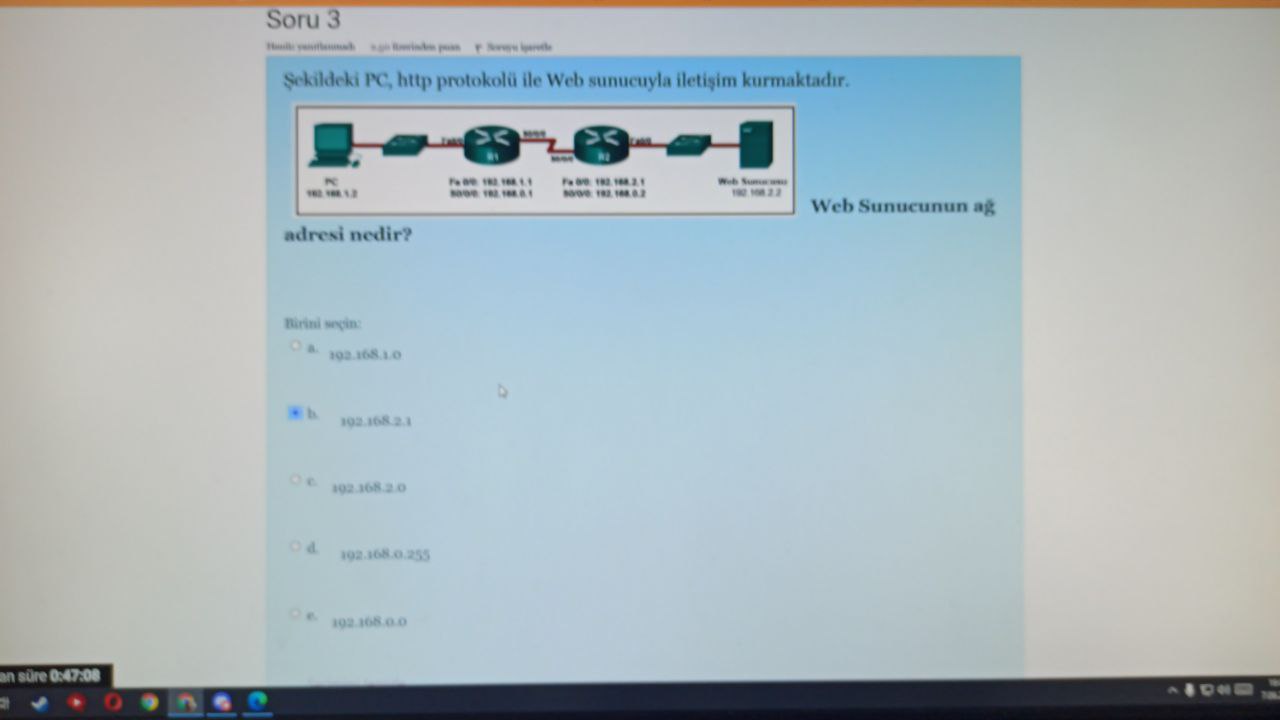 Soru 3
Henüz yanıtlanmadı 2,50 üzerinden puan Soruyu işaretle
Şekildeki PC, http protokolü ile Web sunucuyla iletişim kurmaktadır.
Fa0/0 S0/0/0 S0/0/0 Fa0/0
R1 R2
PC Fa 0/0: 192.168.1.1 Fa 0/0: 192.168.2.1 Web Sunucusu
192.168.1.2 S0/0/0: 192.168.0.1 S0/0/0: 192.168.0.2 192.168.2.2
Web Sunucunun ağ
adresi nedir?
Birini seçin:
a. 192.168.1.0
b. 192.168.2.1
c. 192.168.2.0
d. 192.168.0.255
e. 192.168.0.0
an süre 0:47:08